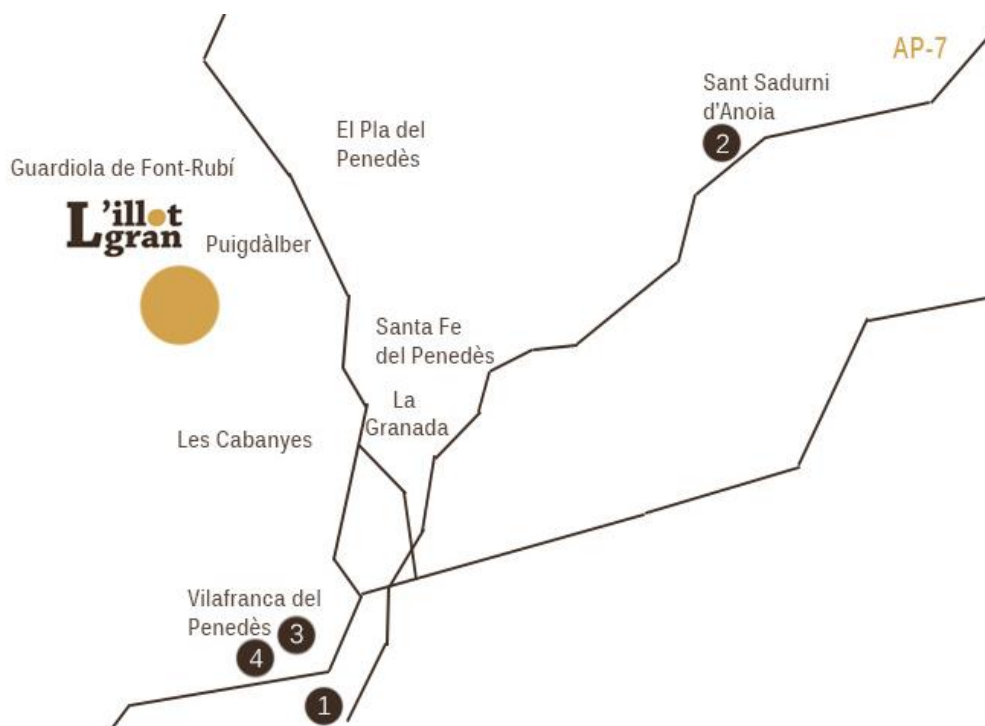 AP-7
Sant Sadurni
d'Anoia
2
El Pla del
Penedès
Guardiola de Font-Rubí
L'illot
gran
Puigdàlber
Santa Fe
del Penedès
La
Granada
Les Cabanyes
Vilafranca del
Penedès
3
4
1